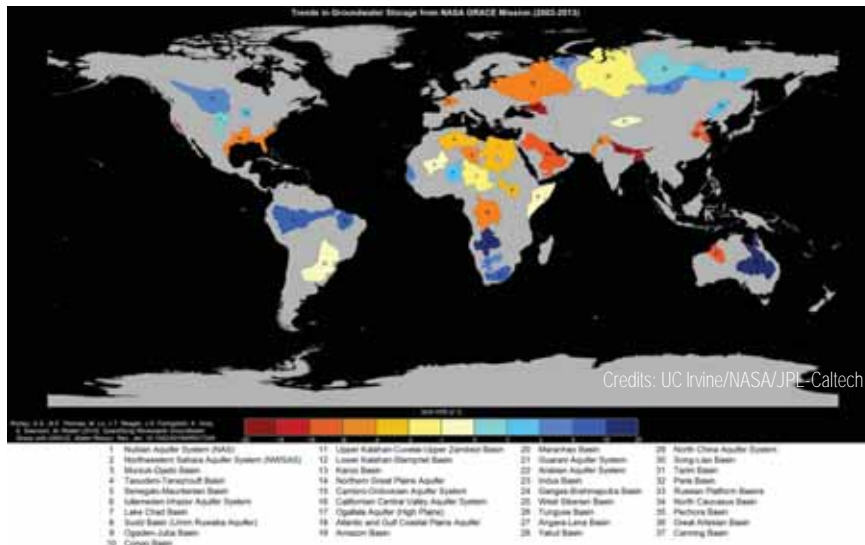 Trends in Groundwater Storage from NASA GRACE Mission (2003-2013)
Credits: UC Irvine/NASA/JPL-Caltech
1 Nubian Aquifer System (NAS)
2 Northwestern Sahara Aquifer System (NWSAS)
3 Murzuk-Djado Basin
4 Taoudeni-Tanezrouft Basin
5 Senegalo-Mauritanian Basin
6 Iullemeden-Irhazer Aquifer System
7 Lake Chad Basin
8 Sudd Basin (Umm Ruwaba Aquifer)
9 Ogaden-Juba Basin
10 Congo Basin
11 Upper Kalahari-Cuvelai-Upper Zambezi Basin
12 Lower Kalahari-Stampriet Basin
13 Karoo Basin
14 Northern Great Plains Aquifer
15 Cambro-Ordovician Aquifer System
16 Californian Central Valley Aquifer System
17 Ogallala Aquifer (High Plains)
18 Atlantic and Gulf Coastal Plains Aquifer
19 Amazon Basin
20 Maranhao Basin
21 Guarani Aquifer System
22 Arabian Aquifer System
23 Indus Basin
24 Ganges-Brahmaputra Basin
25 West Siberian Basin
26 Tunguss Basin
27 Angara-Lena Basin
28 Yakut Basin
29 North China Aquifer System
30 Song-Liao Basin
31 Tarim Basin
32 Paris Basin
33 Russian Platform Basins
34 North Caucasus Basin
35 Pechora Basin
36 Great Artesian Basin
37 Canning Basin